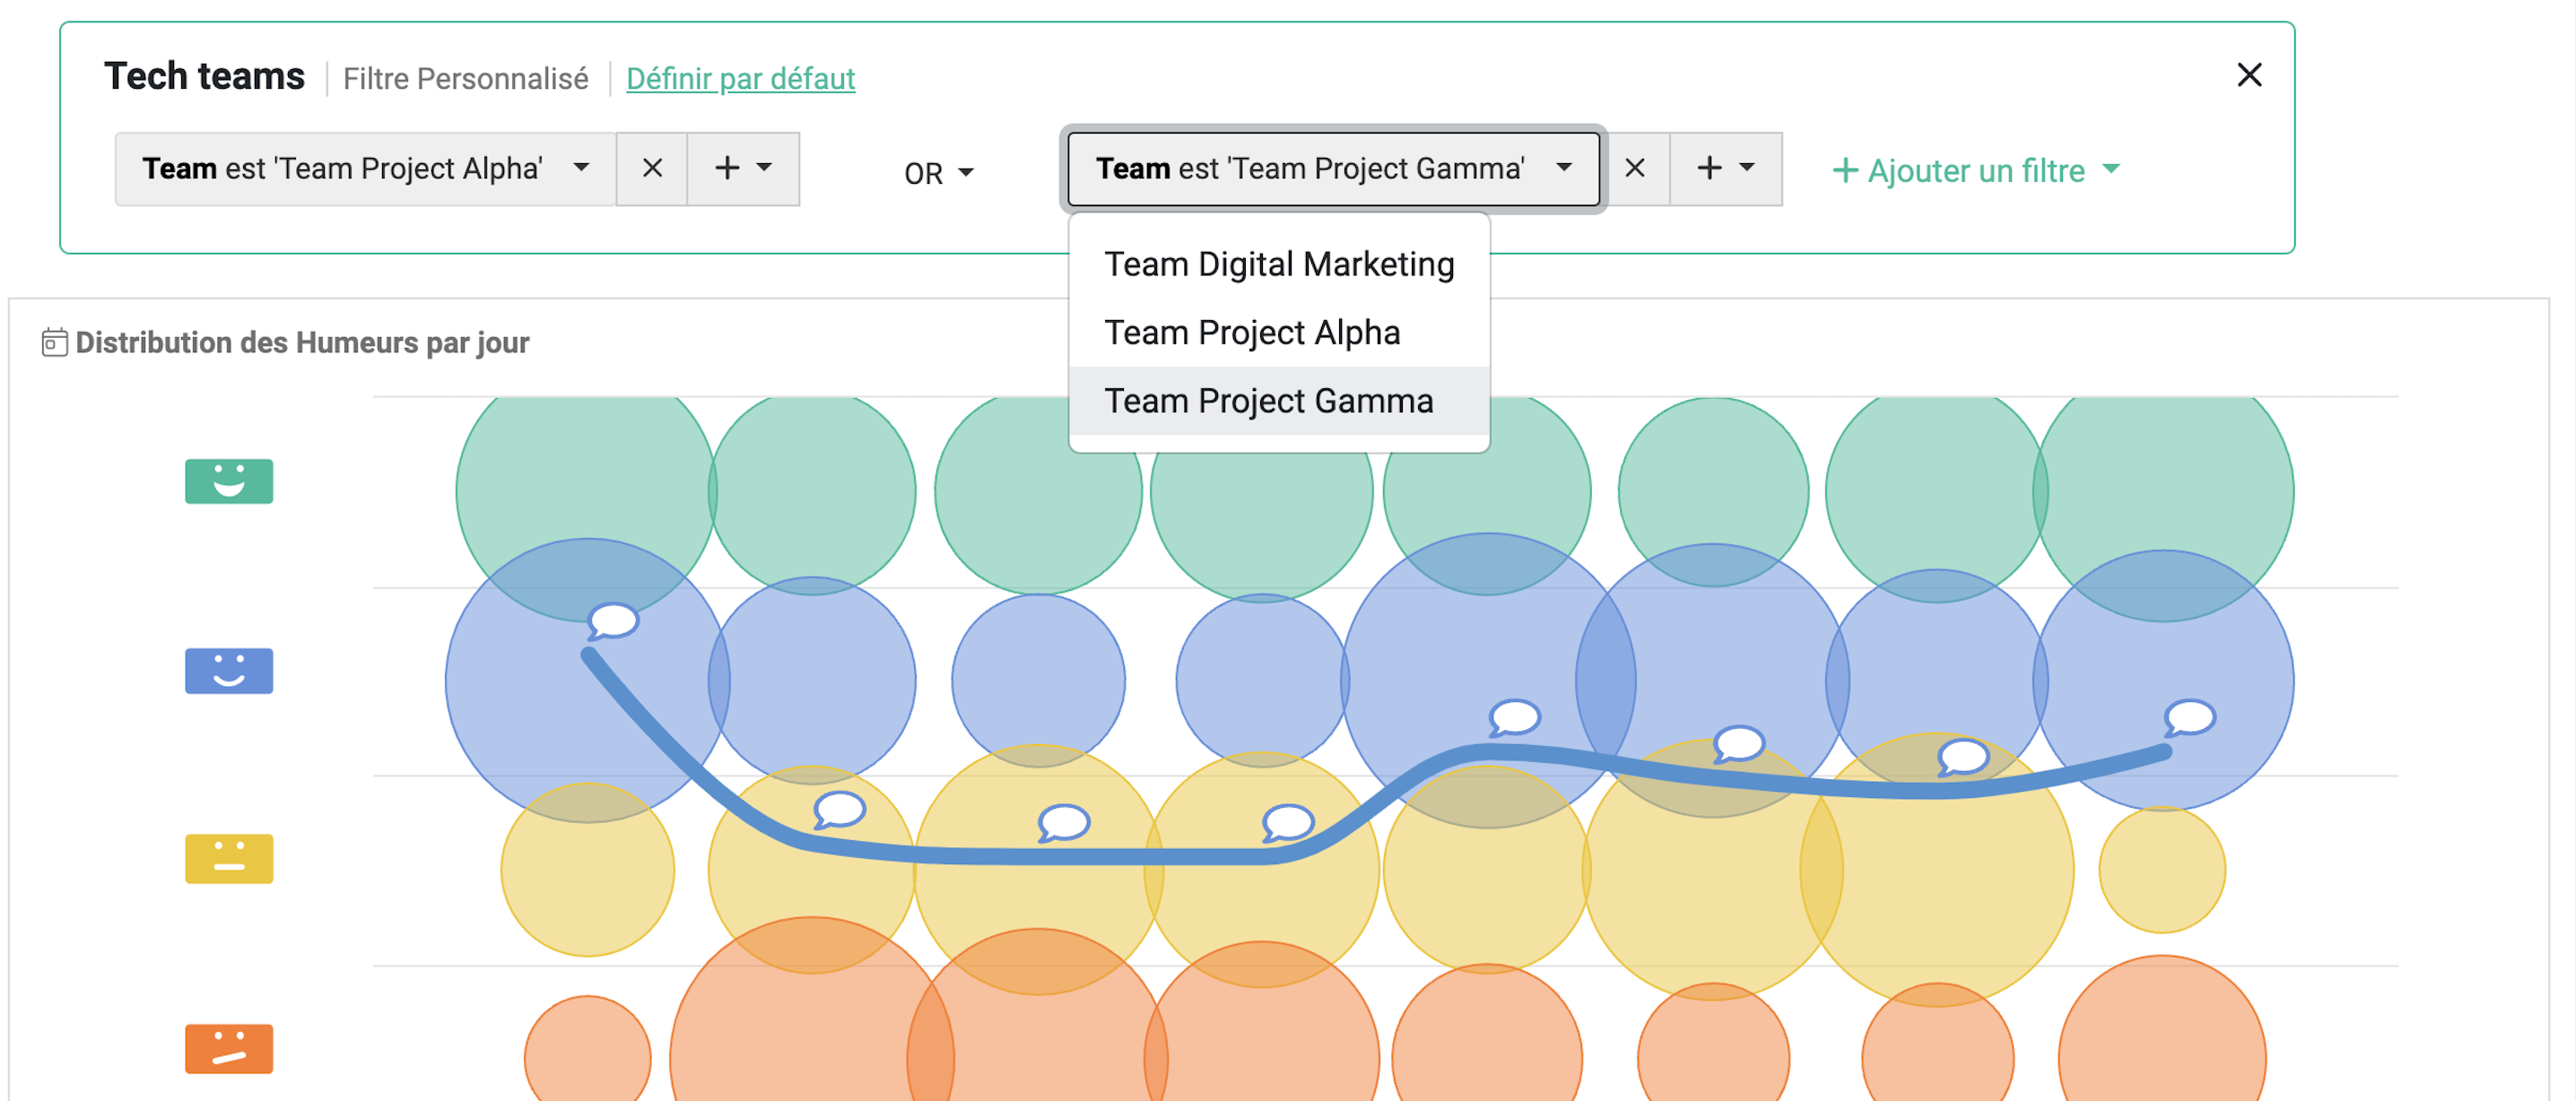 Tech teams Filtre Personnalisé Définir par défaut
Team est 'Team Project Alpha' OR Team est 'Team Project Gamma' + Ajouter un filtre
Team Digital Marketing
Team Project Alpha
Team Project Gamma
Distribution des Humeurs par jour